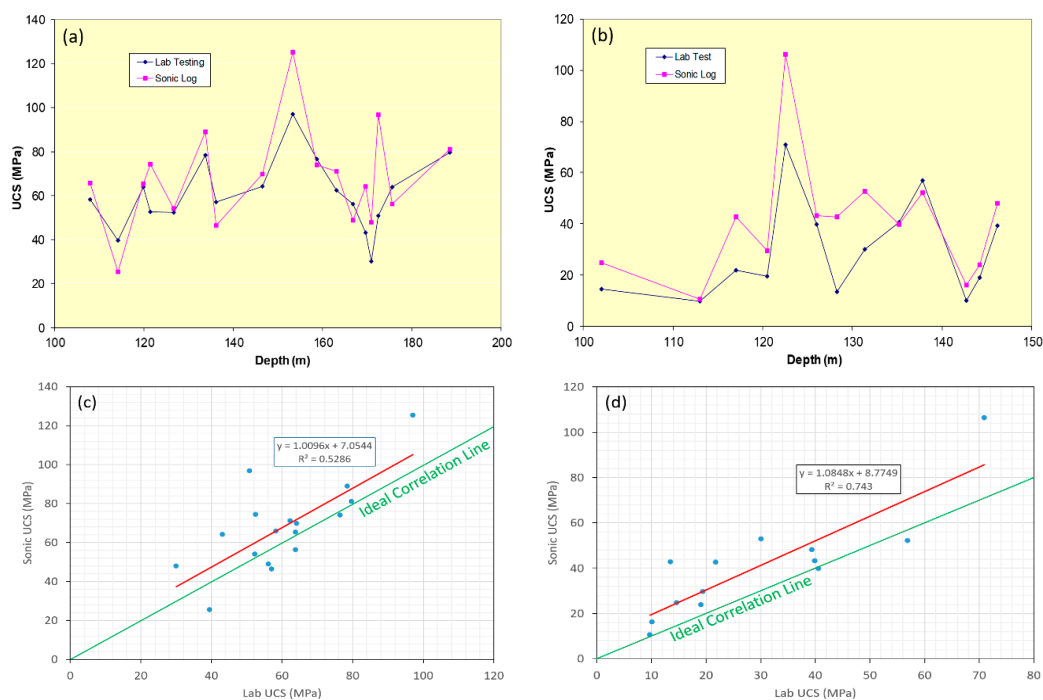 (a)
Lab Testing
Sonic Log
UCS (MPa)
140
120
100
80
60
40
20
0
100 120 140 160 180 200
Depth (m)
(b)
Lab Test
Sonic Log
UCS (MPa)
120
100
80
60
40
20
0
100 110 120 130 140 150
Depth (m)
(c)
y = 1.0096x + 7.0544
R² = 0.5286
Ideal Correlation Line
Sonic UCS (MPa)
140
120
100
80
60
40
20
0
0 20 40 60 80 100 120
Lab UCS (MPa)
(d)
y = 1.0848x + 8.7749
R² = 0.743
Ideal Correlation Line
Sonic UCS (MPa)
120
100
80
60
40
20
0
0 10 20 30 40 50 60 70 80
Lab UCS (MPa)